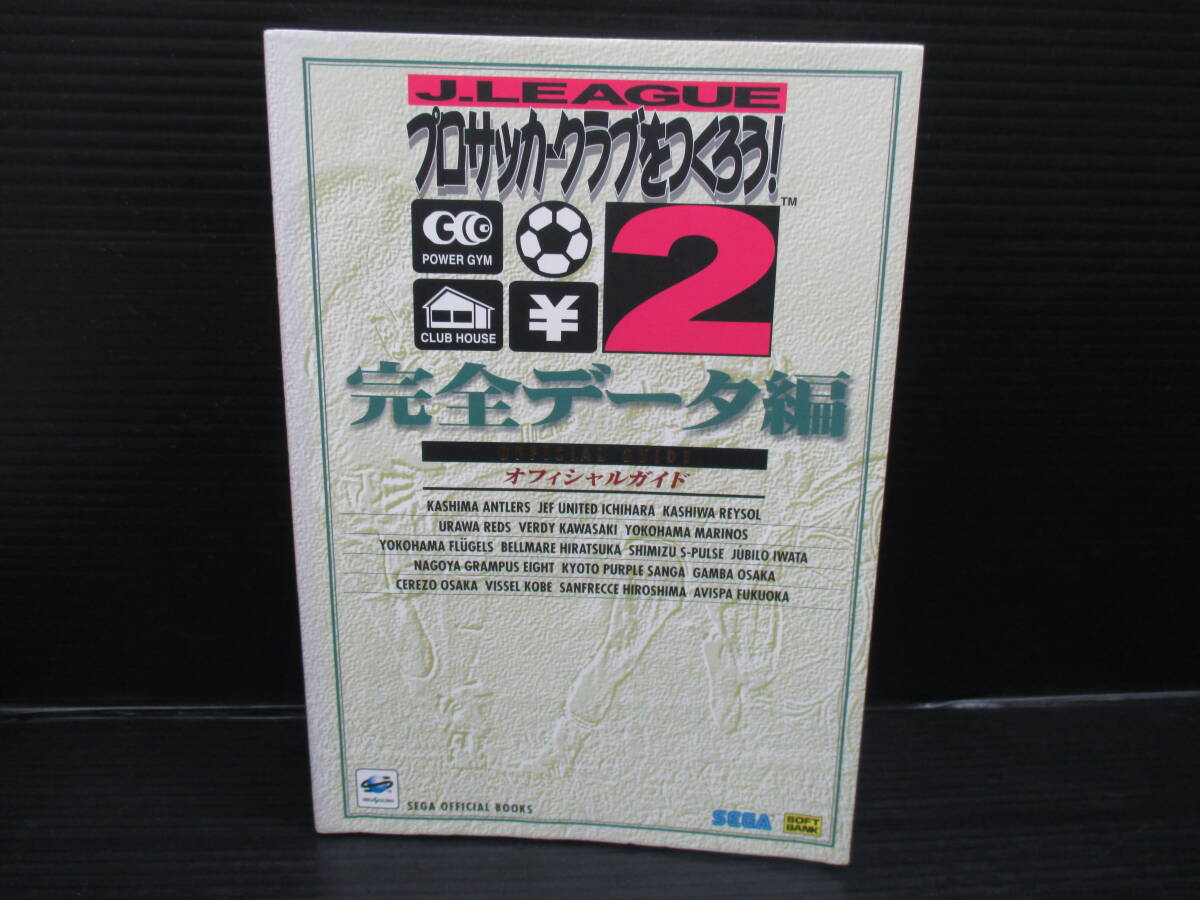 J.LEAGUE
プロサッカークラブをつくろう!
TM
POWER GYM
2
CLUB HOUSE
¥
完全データ編
OFFICIAL GUIDE
オフィシャルガイド
KASHIMA ANTLERS JEF UNITED ICHIHARA KASHIWA REYSOL
URAWA REDS VERDY KAWASAKI YOKOHAMA MARINOS
YOKOHAMA FLÜGELS BELLMARE HIRATSUKA SHIMIZU S-PULSE JÚBILO IWATA
NAGOYA GRAMPUS EIGHT KYOTO PURPLE SANGA GAMBA OSAKA
CEREZO OSAKA VISSEL KOBE SANFRECCE HIROSHIMA AVISPA FUKUOKA
SEGA OFFICIAL BOOKS
SEGA
SOFT
BANK